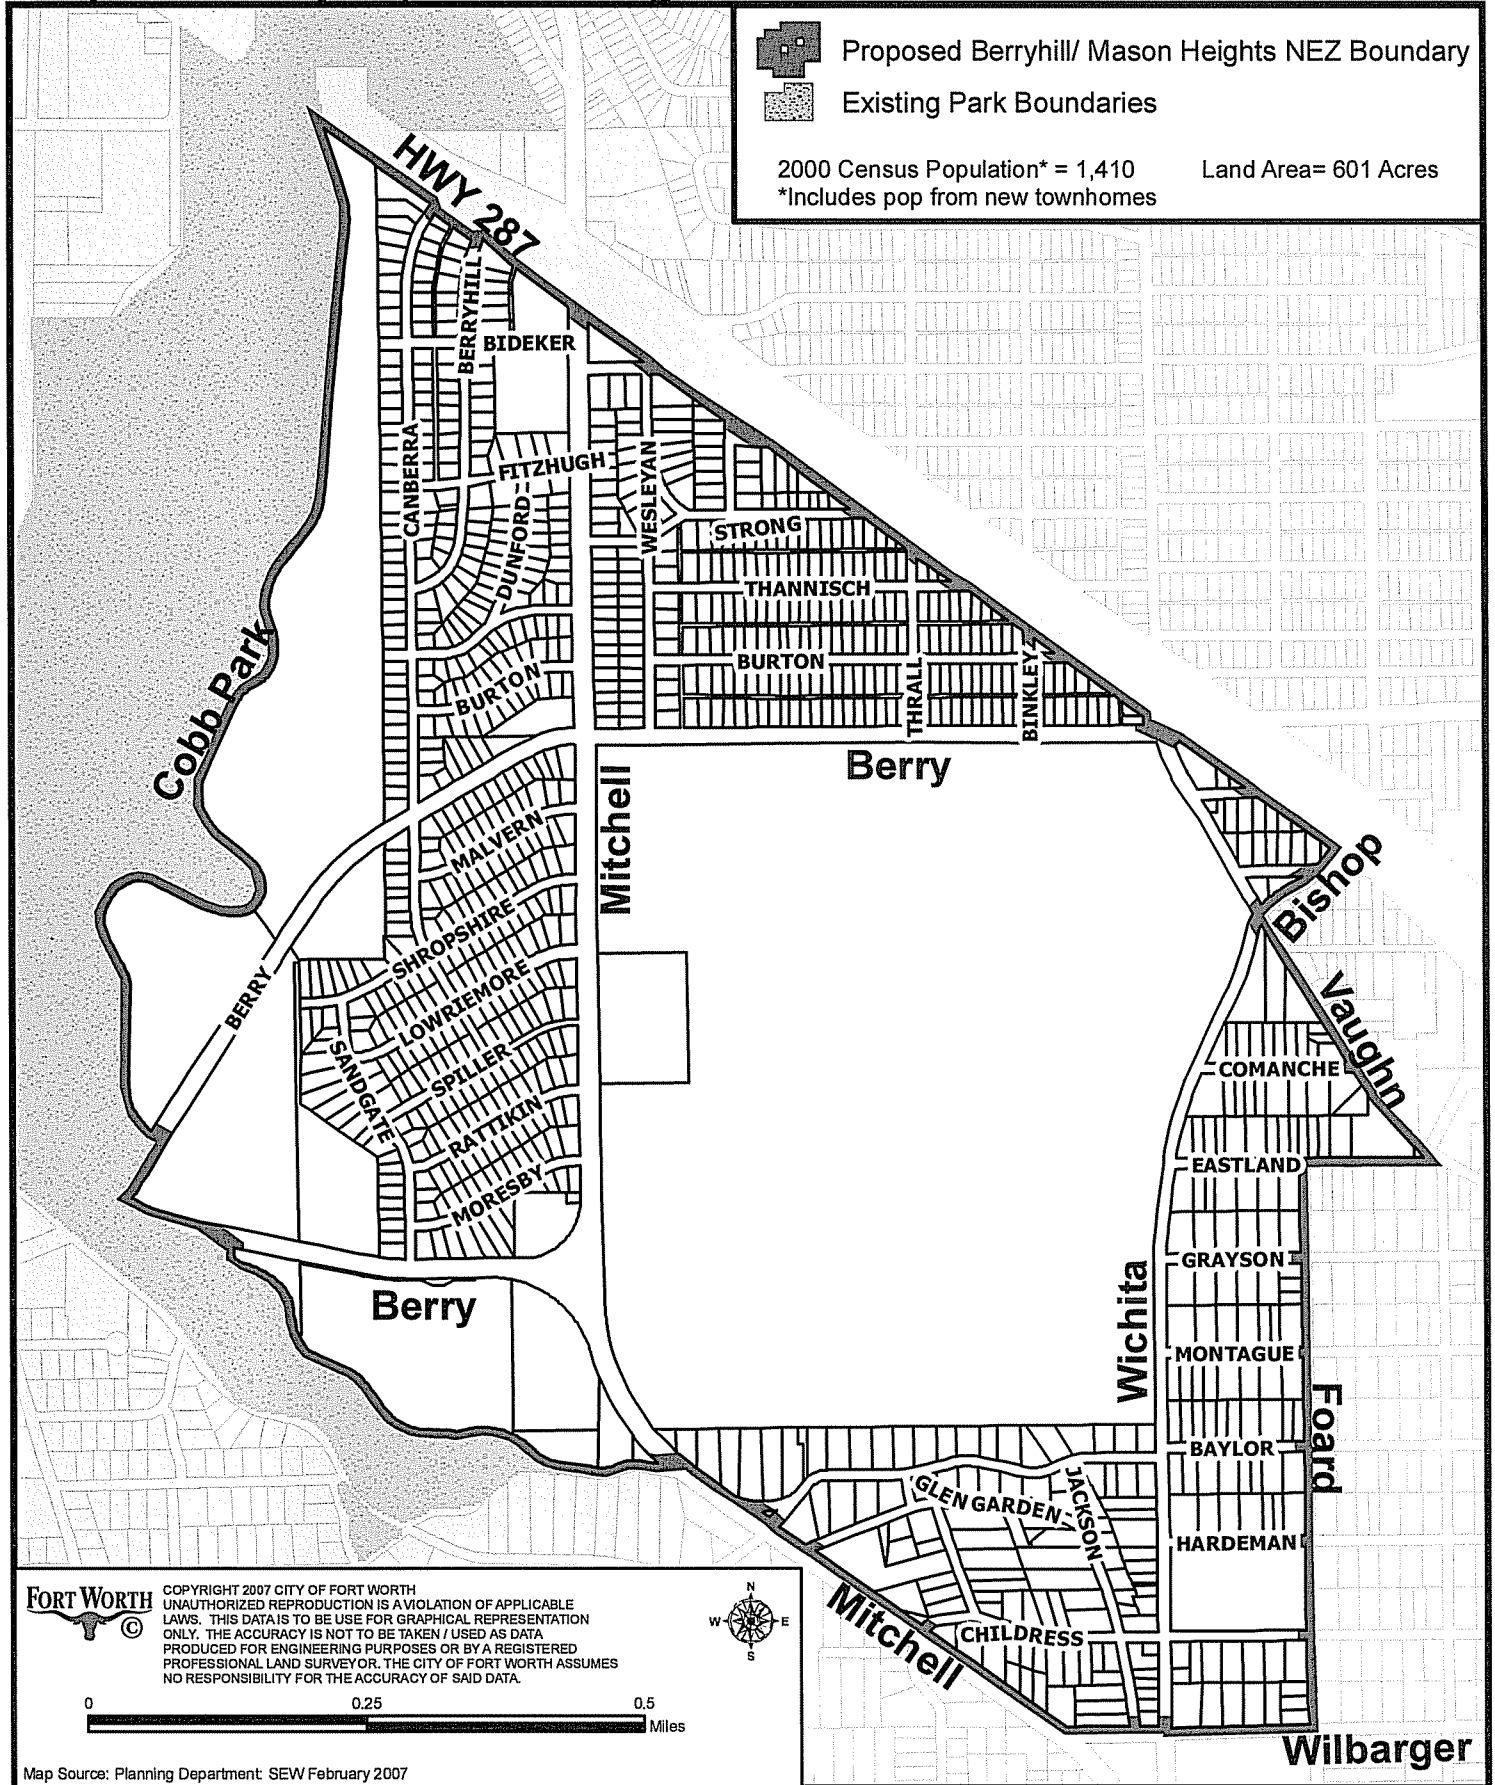 Proposed Berryhill/ Mason Heights NEZ Boundary
Existing Park Boundaries
2000 Census Population* = 1,410 Land Area= 601 Acres
*Includes pop from new townhomes
HWY 287
BERRYHILL
BIDEKER
CANBERRA
FITZHUGH
WESLEYAN
DUNFORD
STRONG
THANNISCH
BURTON
BURTON
THRALL
BINKLEY
Cobb Park
Berry
Mitchell
MALVERN
Bishop
SHROPSHIRE
BERRY
LOWRIEMORE
Vaughn
SANDGATE
SPILLER
COMANCHE
RATTIKIN
EASTLAND
MORESBY
GRAYSON
Berry
Wichita
MONTAGUE
Foard
BAYLOR
GLEN GARDEN
JACKSON
HARDEMAN
Mitchell
CHILDRESS
Wilbarger
FORT WORTH
©
COPYRIGHT 2007 CITY OF FORT WORTH
UNAUTHORIZED REPRODUCTION IS A VIOLATION OF APPLICABLE
LAWS. THIS DATA IS TO BE USE FOR GRAPHICAL REPRESENTATION
ONLY. THE ACCURACY IS NOT TO BE TAKEN / USED AS DATA
PRODUCED FOR ENGINEERING PURPOSES OR BY A REGISTERED
PROFESSIONAL LAND SURVEYOR. THE CITY OF FORT WORTH ASSUMES
NO RESPONSIBILITY FOR THE ACCURACY OF SAID DATA.
N
W E
S
0 0.25 0.5
Miles
Map Source: Planning Department: SEW February 2007